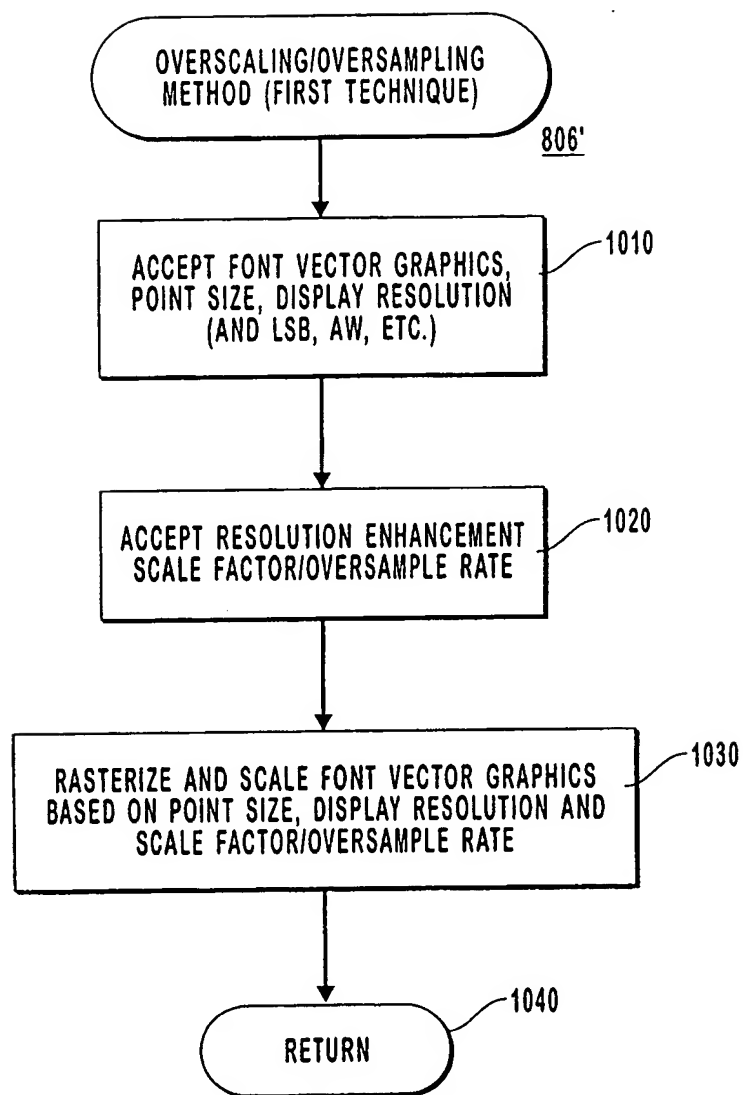 OVERSCALING/OVERSAMPLING
METHOD (FIRST TECHNIQUE)
806'
ACCEPT FONT VECTOR GRAPHICS,
POINT SIZE, DISPLAY RESOLUTION
(AND LSB, AW, ETC.)
1010
ACCEPT RESOLUTION ENHANCEMENT
SCALE FACTOR/OVERSAMPLE RATE
1020
RASTERIZE AND SCALE FONT VECTOR GRAPHICS
BASED ON POINT SIZE, DISPLAY RESOLUTION AND
SCALE FACTOR/OVERSAMPLE RATE
1030
RETURN
1040